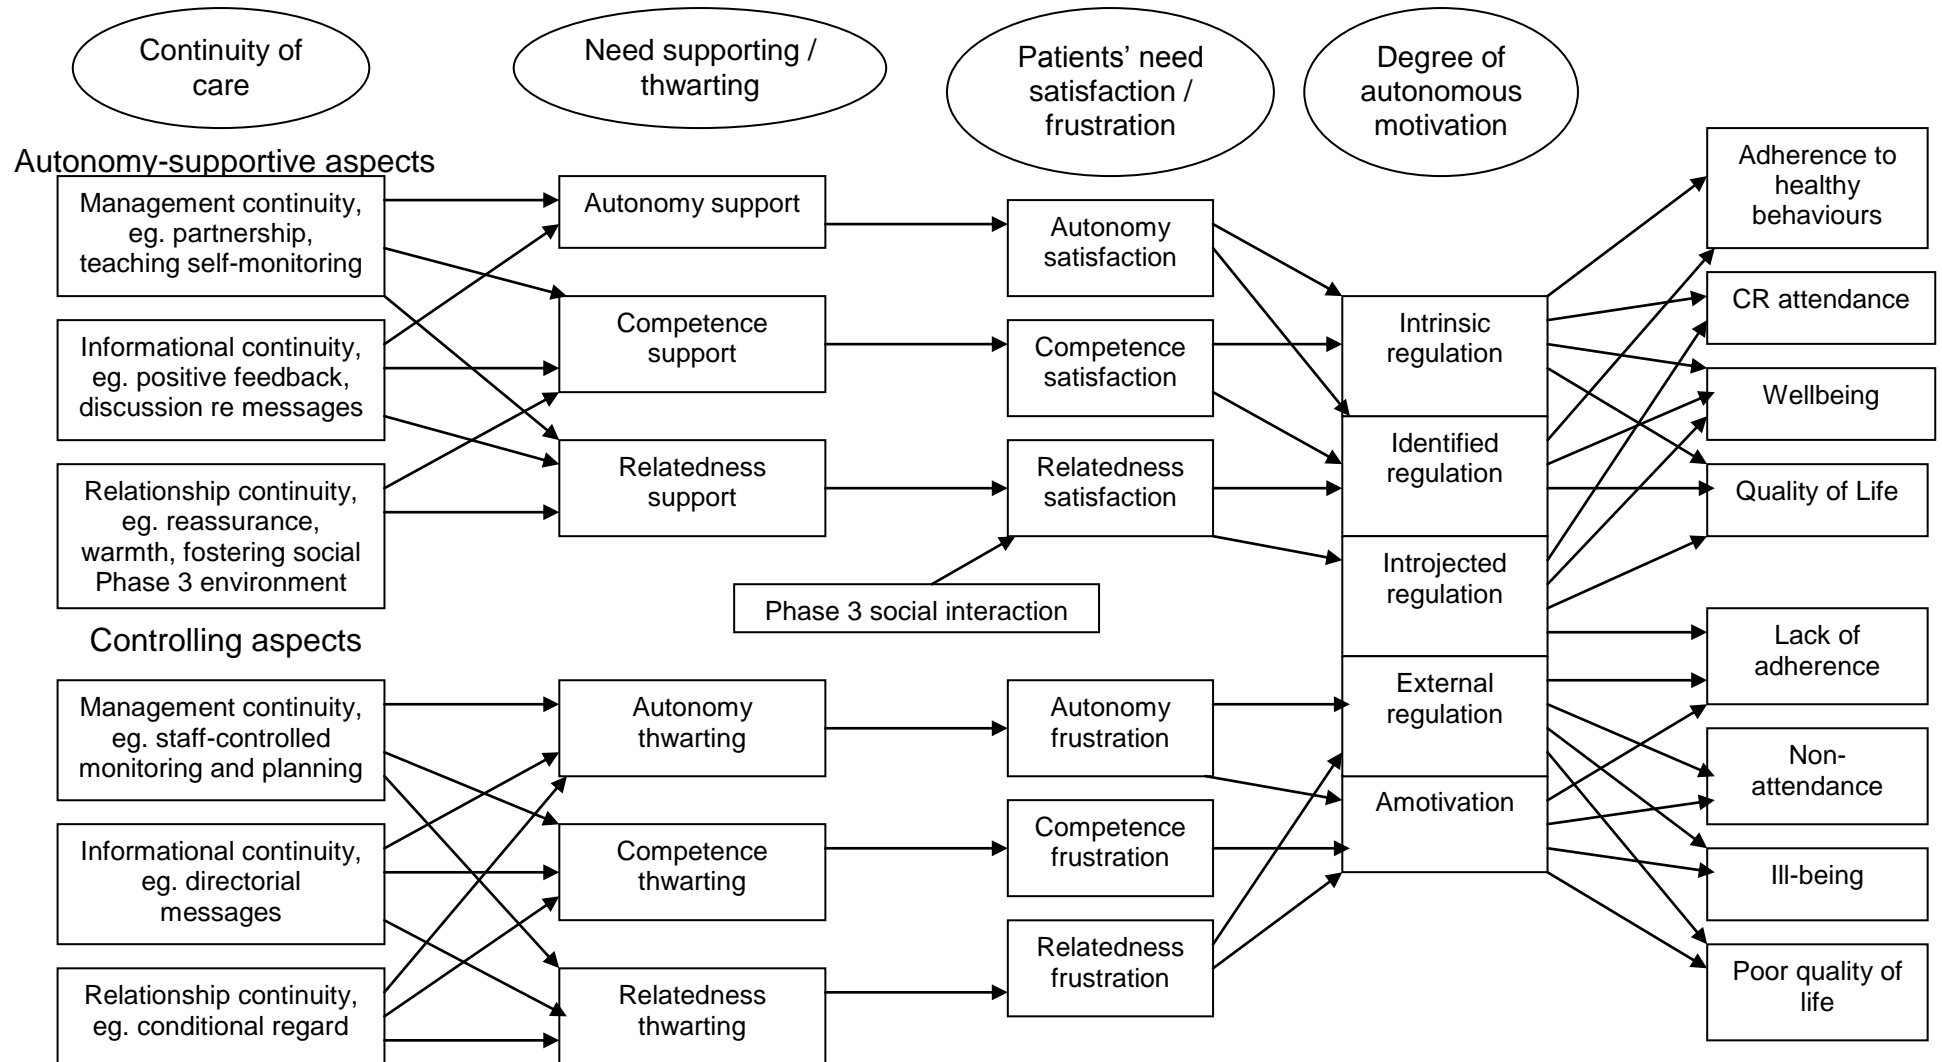 Continuity of
care
Need supporting /
thwarting
Patients’ need
satisfaction /
frustration
Degree of
autonomous
motivation
Autonomy-supportive aspects
Management continuity,
eg. partnership,
teaching self-monitoring
Informational continuity,
eg. positive feedback,
discussion re messages
Relationship continuity,
eg. reassurance,
warmth, fostering social
Phase 3 environment
Autonomy support
Competence
support
Relatedness
support
Autonomy
satisfaction
Competence
satisfaction
Relatedness
satisfaction
Phase 3 social interaction
Controlling aspects
Management continuity,
eg. staff-controlled
monitoring and planning
Informational continuity,
eg. directorial
messages
Relationship continuity,
eg. conditional regard
Autonomy
thwarting
Competence
thwarting
Relatedness
thwarting
Autonomy
frustration
Competence
frustration
Relatedness
frustration
Intrinsic
regulation
Identified
regulation
Introjected
regulation
External
regulation
Amotivation
Adherence to
healthy
behaviours
CR attendance
Wellbeing
Quality of Life
Lack of
adherence
Non-
attendance
Ill-being
Poor quality of
life